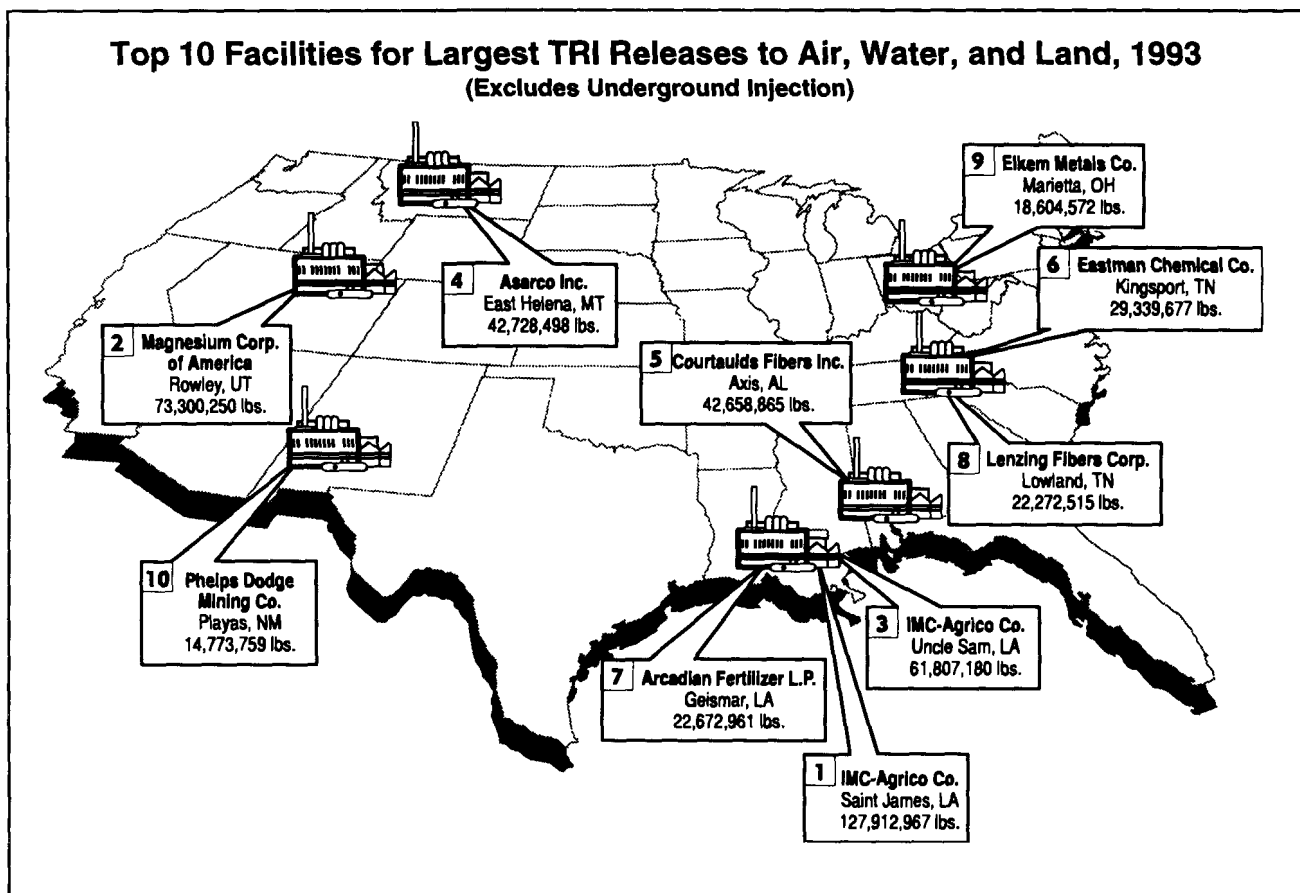 Top 10 Facilities for Largest TRI Releases to Air, Water, and Land, 1993
(Excludes Underground Injection)
9 Elkem Metals Co.
Marietta, OH
18,604,572 lbs.
6 Eastman Chemical Co.
Kingsport, TN
29,339,677 lbs.
4 Asarco Inc.
East Helena, MT
42,728,498 lbs.
2 Magnesium Corp.
of America
Rowley, UT
73,300,250 lbs.
5 Courtaulds Fibers Inc.
Axis, AL
42,658,865 lbs.
8 Lenzing Fibers Corp.
Lowland, TN
22,272,515 lbs.
10 Phelps Dodge
Mining Co.
Playas, NM
14,773,759 lbs.
3 IMC-Agrico Co.
Uncle Sam, LA
61,807,180 lbs.
7 Arcadian Fertilizer L.P.
Geismar, LA
22,672,961 lbs.
1 IMC-Agrico Co.
Saint James, LA
127,912,967 lbs.